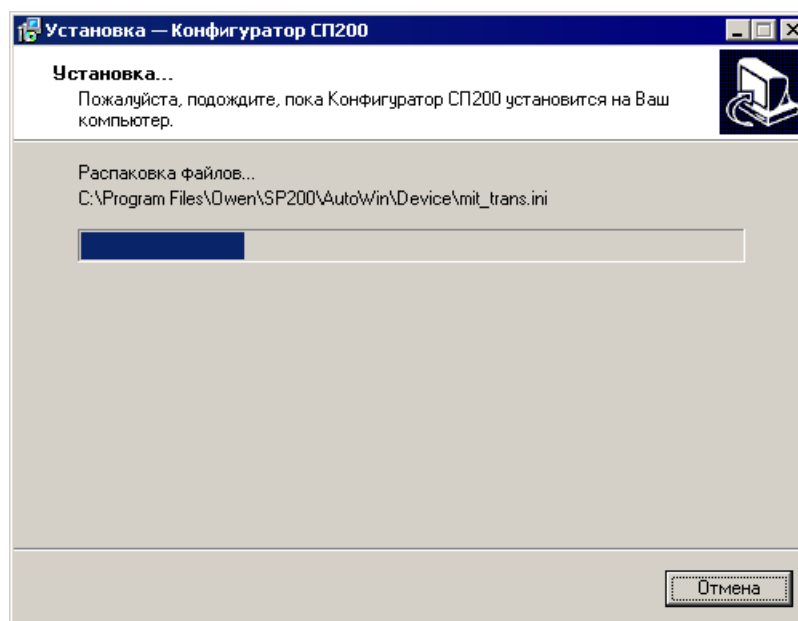 Установка — Конфигуратор СП200
Установка...
Пожалуйста, подождите, пока Конфигуратор СП200 установится на Ваш
компьютер.
Распаковка файлов...
C:\Program Files\Owen\SP200\AutoWin\Device\mit_trans.ini
Отмена